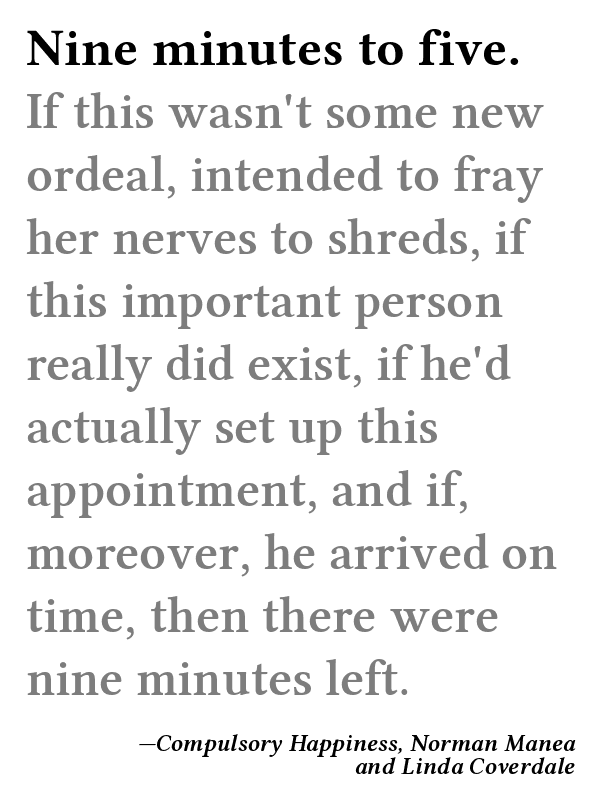 Nine minutes to five.
If this wasn't some new
ordeal, intended to fray
her nerves to shreds, if
this important person
really did exist, if he'd
actually set up this
appointment, and if,
moreover, he arrived on
time, then there were
nine minutes left.
—Compulsory Happiness, Norman Manea
and Linda Coverdale